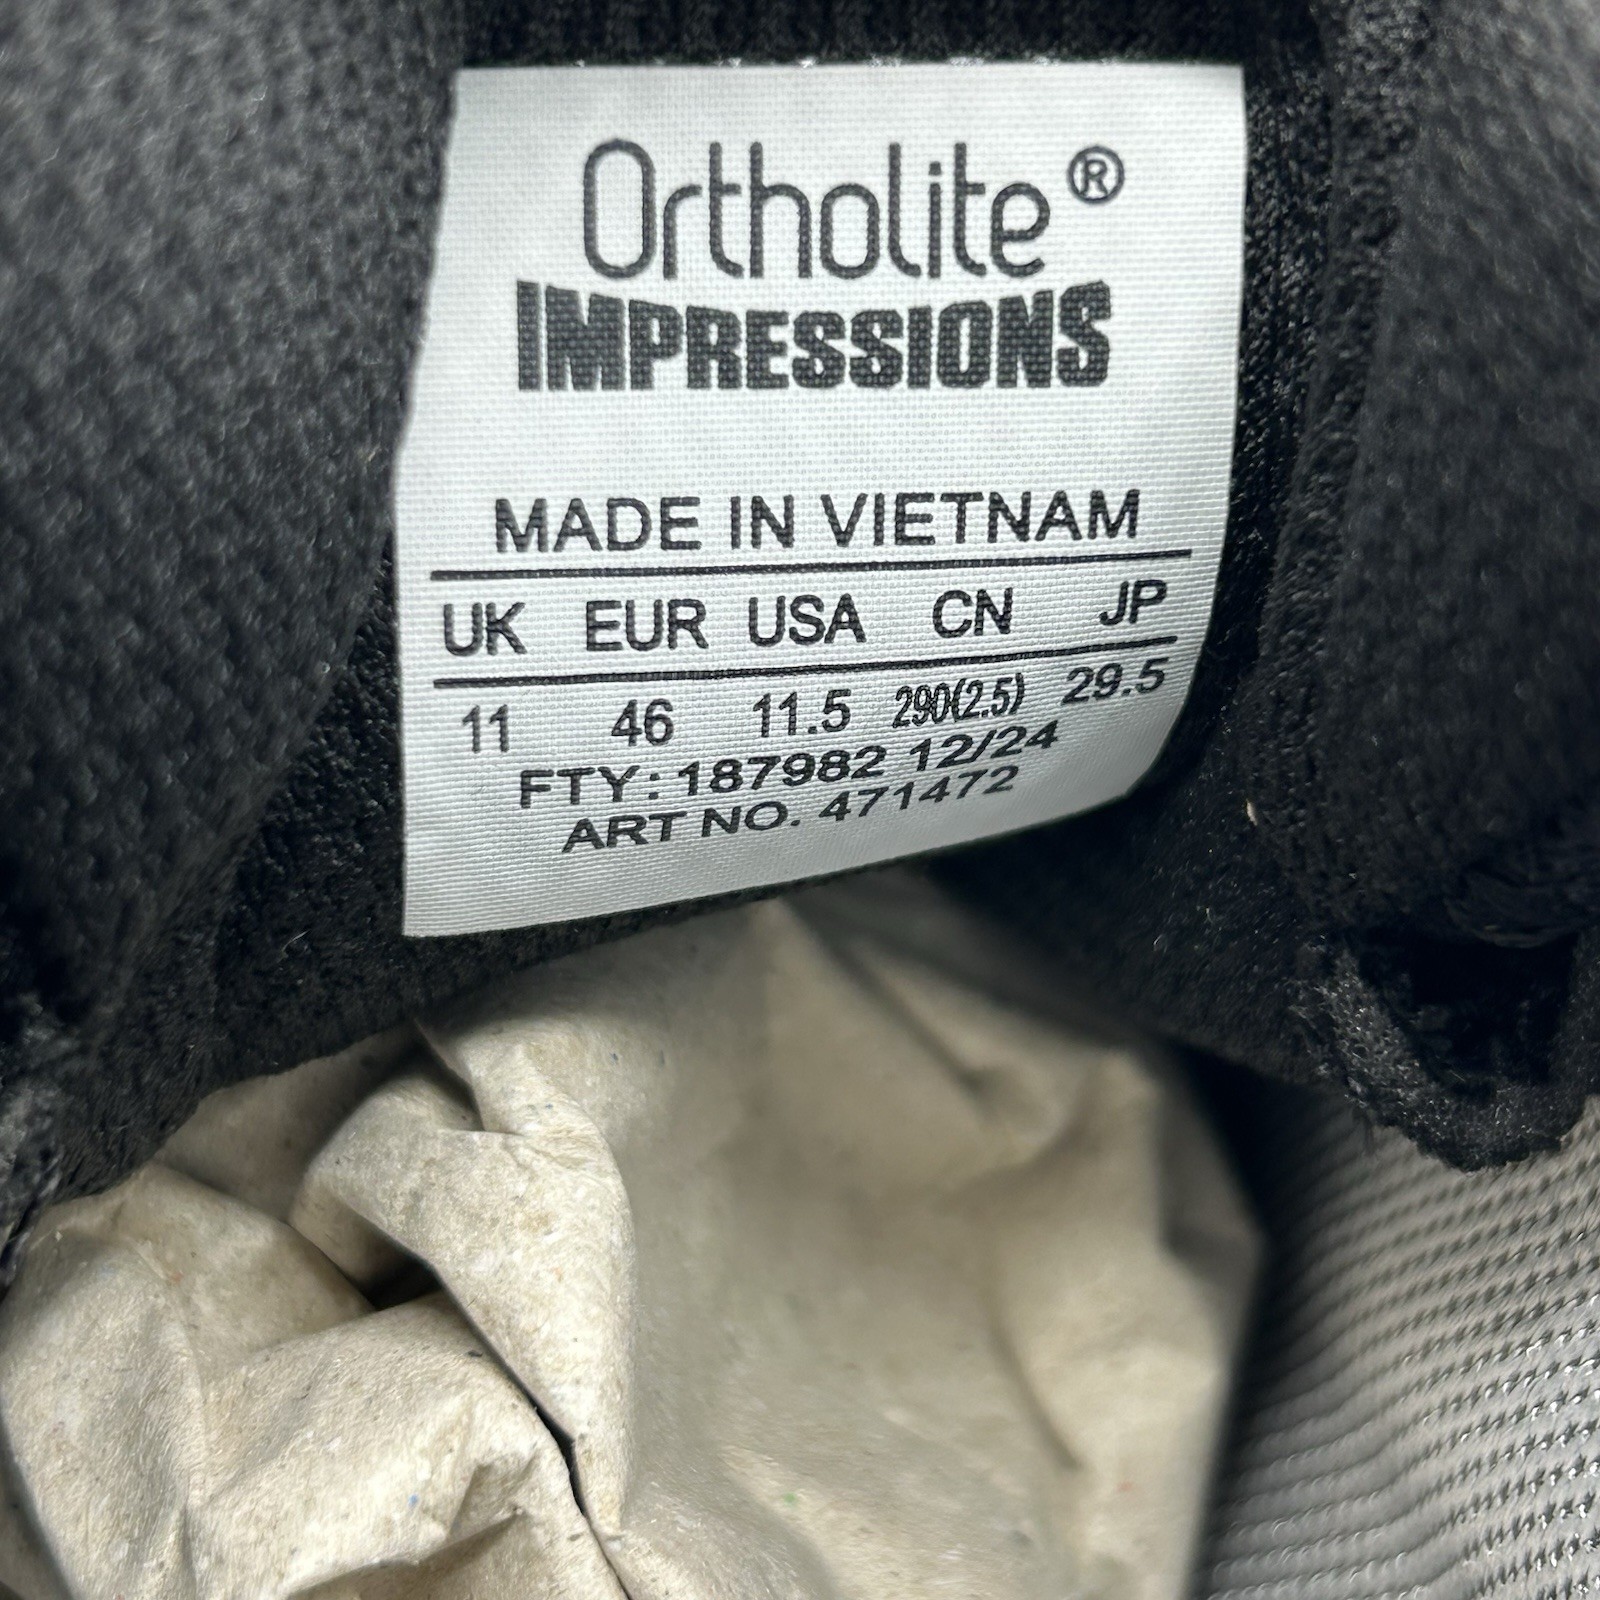 Ortholite®
IMPRESSIONS
MADE IN VIETNAM
UK EUR USA CN JP
11 46 11.5 290(2.5) 29.5
FTY: 187982 12/24
ART NO. 471472